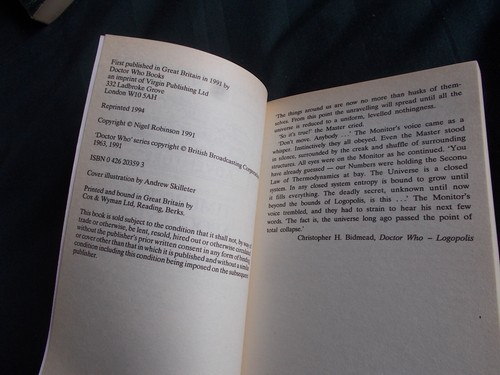 First published in Great Britain in 1991 by
Doctor Who Books
an imprint of Virgin Publishing Ltd
332 Ladbroke Grove
London W10 5AH
Reprinted 1994
Copyright © Nigel Robinson 1991
'Doctor Who' series copyright © British Broadcasting Corporation
1963, 1991
ISBN 0 426 20359 3
Cover illustration by Andrew Skilleter
Printed and bound in Great Britain by
Cox & Wyman Ltd, Reading, Berks.
This book is sold subject to the condition that it shall not, by way of
trade or otherwise, be lent, resold, hired out or otherwise circulated
without the publisher's prior written consent in any form of binding
or cover other than that in which it is published and without a similar
condition including this condition being imposed on the subsequent
publisher.
'The things around us are now no more than husks of them-
selves. From this point the unravelling will spread until all the
universe is reduced to a uniform, levelled nothingness.
'So it's true!' the Master cried.
'Don't move. Anybody . . .' The Monitor's voice came as a
whisper. Instinctively they all obeyed. Even the Master stood
in silence, surrounded by the creak and shuffle of surrounding
structures. All eyes were on the Monitor as he continued. 'You
have already guessed – our Numbers were holding the Second
Law of Thermodynamics at bay. The Universe is a closed
system. In any closed system entropy is bound to grow until
it fills everything. The deadly secret, unknown until now
beyond the bounds of Logopolis, is this . . .' The Monitor's
voice trembled, and they had to strain to hear his next few
words. 'The fact is, the universe long ago passed the point of
total collapse.'
Christopher H. Bidmead, Doctor Who – Logopolis